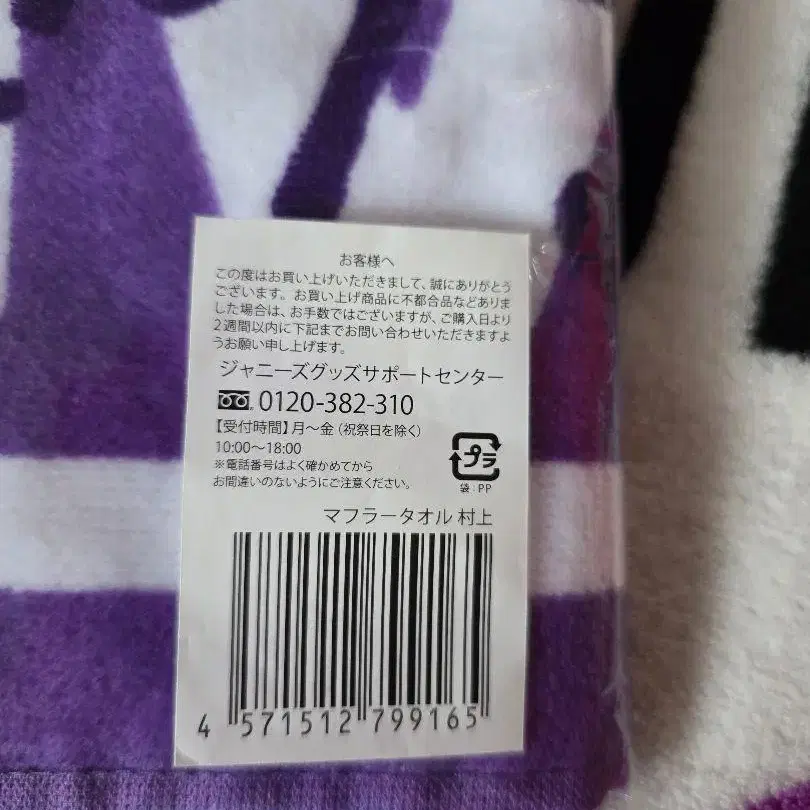 お客様へ
この度はお買い上げいただきまして、誠にありがとう
ございます。お買い上げ商品に不都合品などありま
した場合は、お手数ではございますが、ご購入日より
2週間以内に下記までお問い合わせいただきますよ
うお願い申し上げます。
ジャニーズグッズサポートセンター
0120-382-310
【受付時間】月〜金（祝祭日を除く）
10:00〜18:00
※電話番号はよく確かめてから
お間違いのないようにご注意ください。
プラ
袋：PP
マフラータオル 村上
4 571512 799165